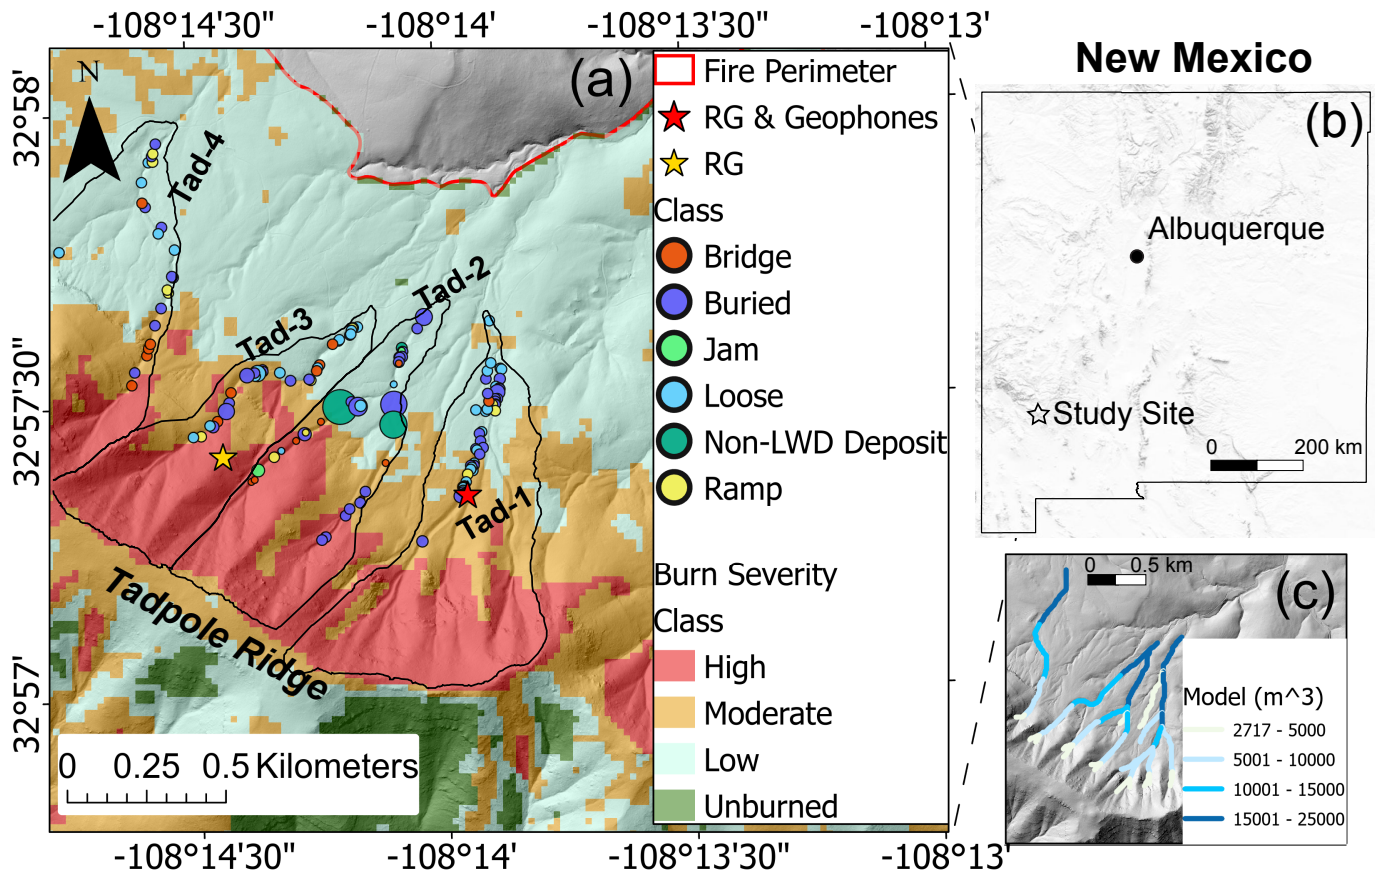 -108°14'30"
-108°14'
-108°13'30"
-108°13'
32°58'
32°57'30"
32°57'
N
(a)
Tad-4
Tad-2
Tad-3
Tad-1
Tadpole Ridge
0 0.25 0.5 Kilometers
Fire Perimeter
RG & Geophones
RG
Class
Bridge
Buried
Jam
Loose
Non-LWD Deposit
Ramp
Burn Severity
Class
High
Moderate
Low
Unburned
-108°14'30"
-108°14'
-108°13'30"
-108°13'
New Mexico
(b)
Albuquerque
Study Site
0 200 km
0 0.5 km
(c)
Model (m^3)
2717 - 5000
5001 - 10000
10001 - 15000
15001 - 25000